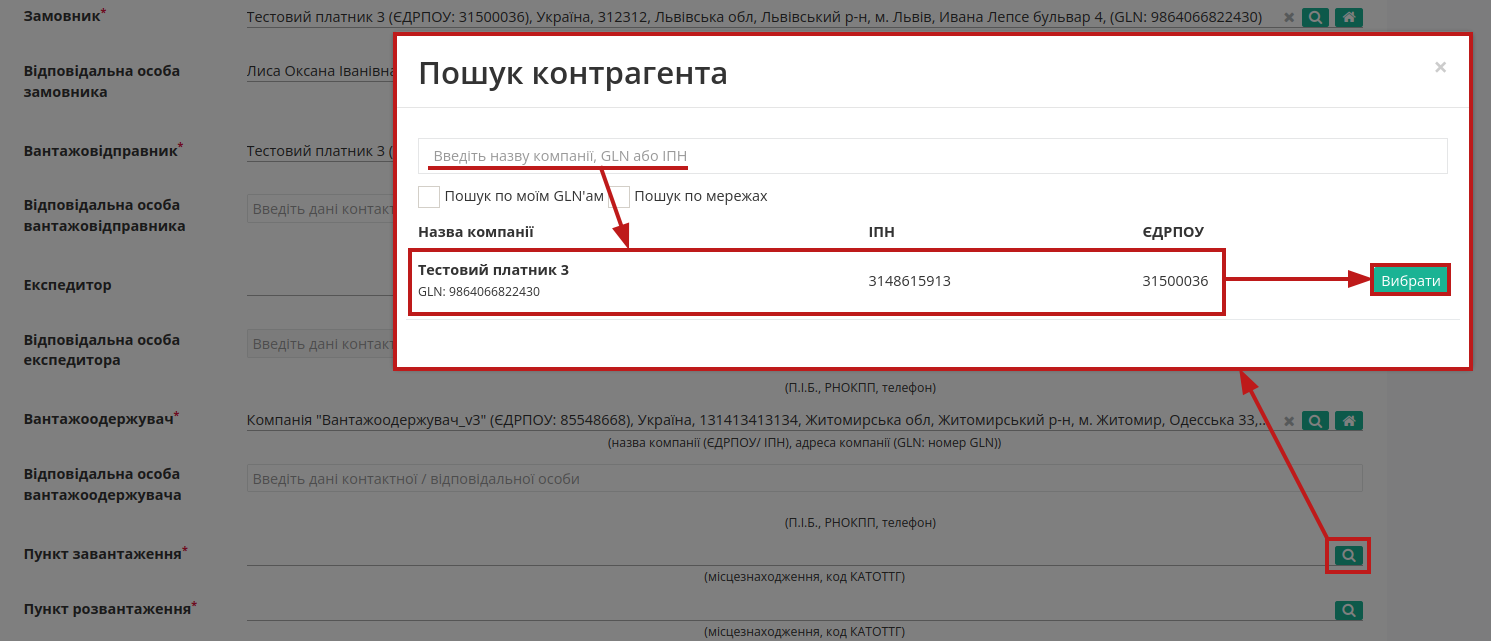 Замовник*
Тестовий платник 3 (ЄДРПОУ: 31500036), Україна, 312312, Львівська обл, Львівський р-н, м. Львів, Ивана Лепсе бульвар 4, (GLN: 9864066822430)
Відповідальна особа
замовника
Лиса Оксана Іванівна
Вантажовідправник*
Тестовий платник 3 (
Відповідальна особа
вантажовідправника
Введіть дані контакт
Експедитор
Відповідальна особа
експедитора
Введіть дані контакт
Пошук контрагента
×
Введіть назву компанії, GLN або ІПН
Пошук по моїм GLN'ам
Пошук по мережах
Назва компанії ІПН ЄДРПОУ
Тестовий платник 3
GLN: 9864066822430
3148615913 31500036 Вибрати
(П.І.Б., РНОКПП, телефон)
Вантажоодержувач*
Компанія "Вантажоодержувач_v3" (ЄДРПОУ: 85548668), Україна, 131413413134, Житомирська обл, Житомирський р-н, м. Житомир, Одесська 33,...
(назва компанії (ЄДРПОУ/ ІПН), адреса компанії (GLN: номер GLN))
Відповідальна особа
вантажоодержувача
Введіть дані контактної / відповідальної особи
(П.І.Б., РНОКПП, телефон)
Пункт завантаження*
(місцезнаходження, код КАТОТТГ)
Пункт розвантаження*
(місцезнаходження, код КАТОТТГ)